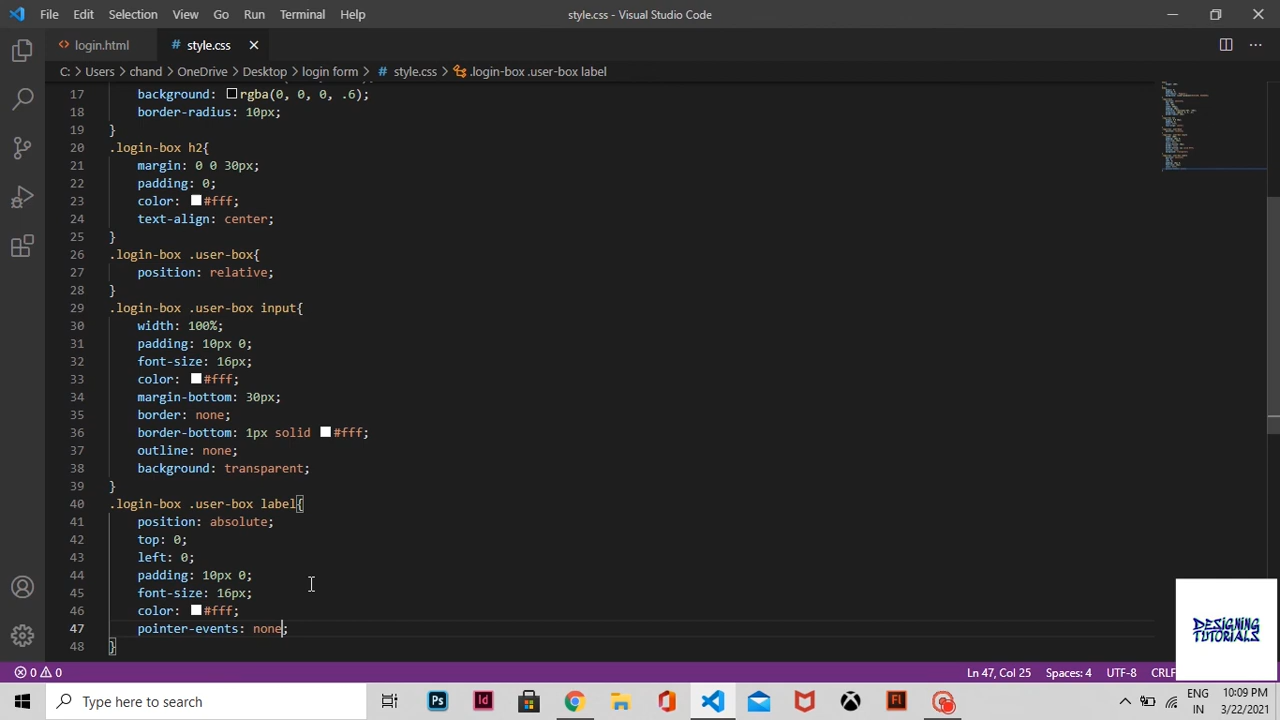 File Edit Selection View Go Run Terminal Help
style.css - Visual Studio Code
login.html
style.css
C: > Users > chand > OneDrive > Desktop > login form > style.css > .login-box .user-box label
17 background: rgba(0, 0, 0, .6);
18 border-radius: 10px;
19 }
20 .login-box h2{
21 margin: 0 0 30px;
22 padding: 0;
23 color: #fff;
24 text-align: center;
25 }
26 .login-box .user-box{
27 position: relative;
28 }
29 .login-box .user-box input{
30 width: 100%;
31 padding: 10px 0;
32 font-size: 16px;
33 color: #fff;
34 margin-bottom: 30px;
35 border: none;
36 border-bottom: 1px solid #fff;
37 outline: none;
38 background: transparent;
39 }
40 .login-box .user-box label{
41 position: absolute;
42 top: 0;
43 left: 0;
44 padding: 10px 0;
45 font-size: 16px;
46 color: #fff;
47 pointer-events: none;
48 }
DESIGNING
TUTORIALS
0 0
Ln 47, Col 25 Spaces: 4 UTF-8 CRLF
Type here to search
Ps Id Fl
ENG
IN
10:09 PM
3/22/2021